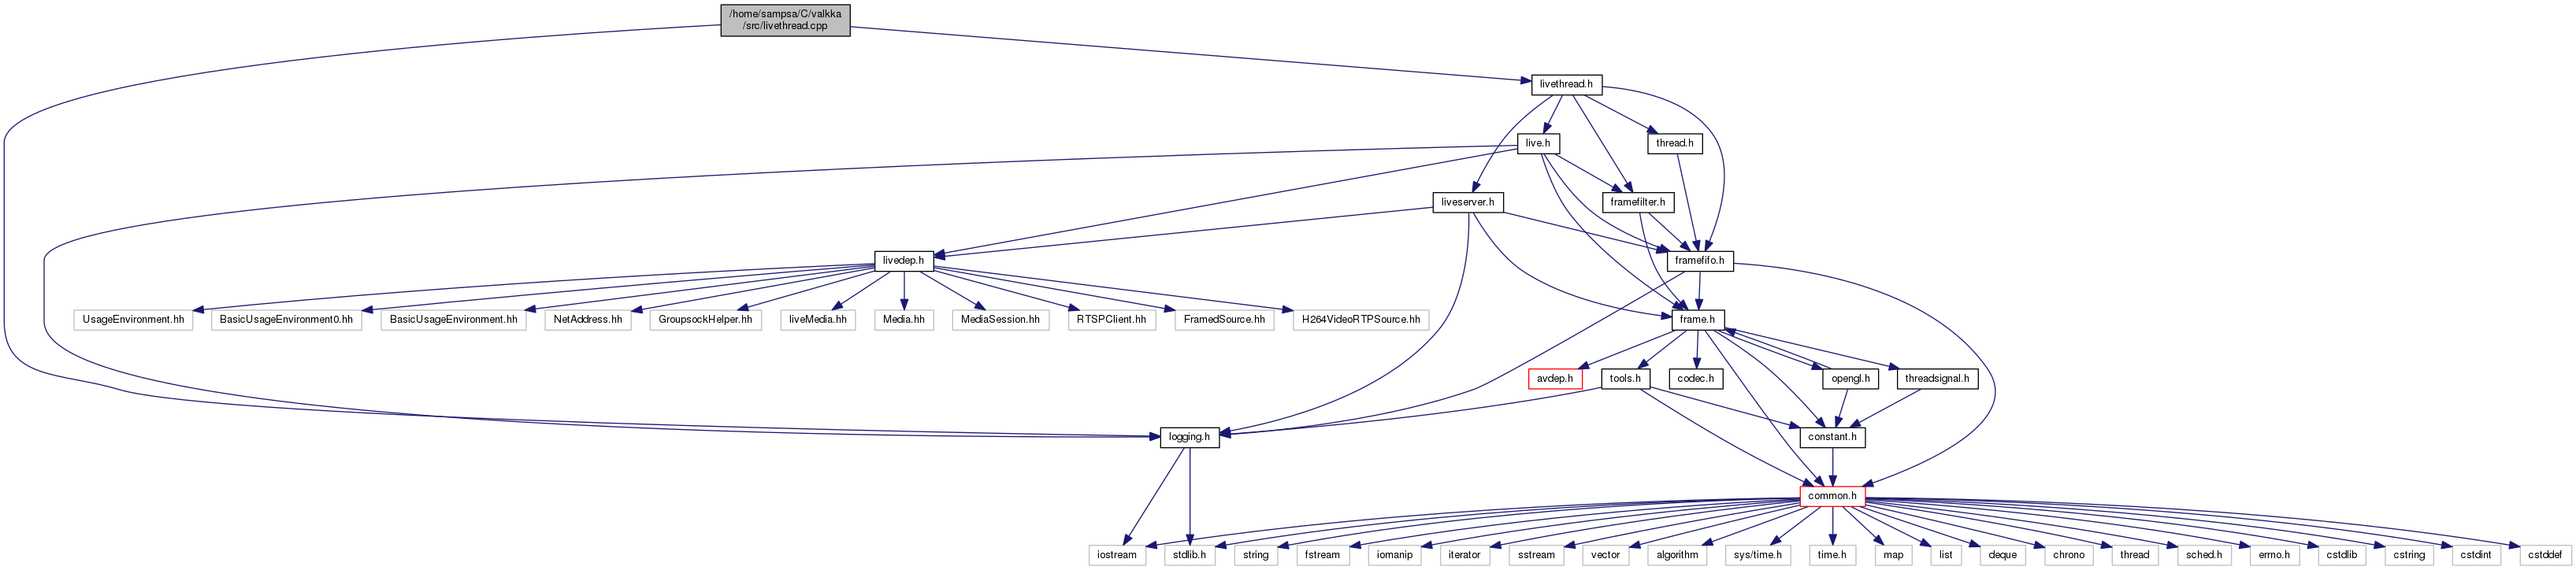 /home/sampsa/C/valkka
/src/livethread.cpp
livethread.h
live.h
thread.h
liveserver.h
framefilter.h
livedep.h
framefifo.h
UsageEnvironment.hh
BasicUsageEnvironment0.hh
BasicUsageEnvironment.hh
NetAddress.hh
GroupsockHelper.hh
liveMedia.hh
Media.hh
MediaSession.hh
RTSPClient.hh
FramedSource.hh
H264VideoRTPSource.hh
frame.h
avdep.h
tools.h
codec.h
opengl.h
threadsignal.h
logging.h
constant.h
common.h
iostream
stdlib.h
string
fstream
iomanip
iterator
sstream
vector
algorithm
sys/time.h
time.h
map
list
deque
chrono
thread
sched.h
errno.h
cstdlib
cstring
cstdint
cstddef